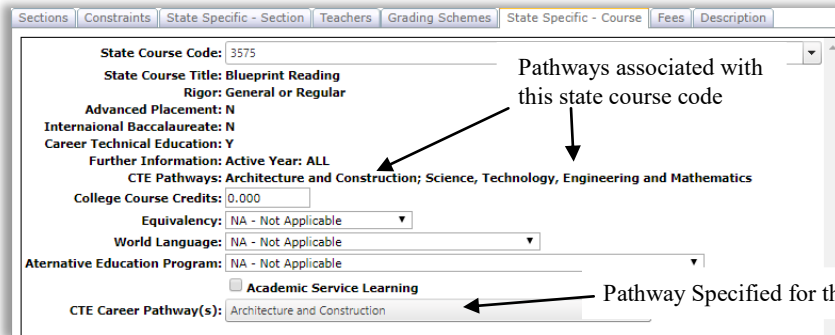 Sections Constraints State Specific - Section Teachers Grading Schemes State Specific - Course Fees Description
State Course Code: 3575
State Course Title: Blueprint Reading
Rigor: General or Regular
Advanced Placement: N
Internaional Baccalaureate: N
Career Technical Education: Y
Further Information: Active Year: ALL
Pathways associated with
this state course code
CTE Pathways: Architecture and Construction; Science, Technology, Engineering and Mathematics
College Course Credits: 0.000
Equivalency: NA - Not Applicable
World Language: NA - Not Applicable
Aternative Education Program: NA - Not Applicable
Academic Service Learning
CTE Career Pathway(s): Architecture and Construction
Pathway Specified for th